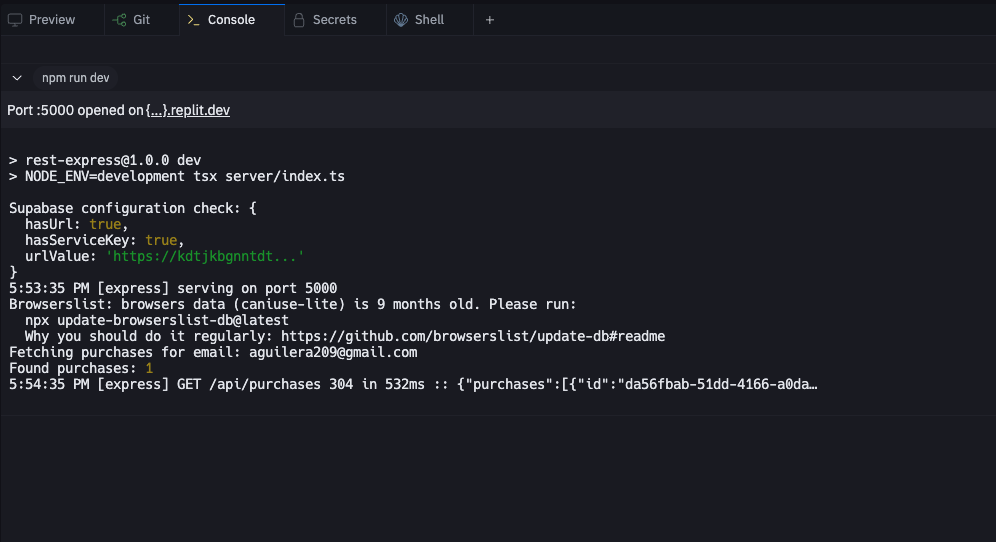 Preview Git Console Secrets Shell +
npm run dev
Port :5000 opened on {...}.replit.dev
> rest-express@1.0.0 dev
> NODE_ENV=development tsx server/index.ts
Supabase configuration check: {
  hasUrl: true,
  hasServiceKey: true,
  urlValue: 'https://kdtjkbgnntdt...'
}
5:53:35 PM [express] serving on port 5000
Browserslist: browsers data (caniuse-lite) is 9 months old. Please run:
  npx update-browserslist-db@latest
  Why you should do it regularly: https://github.com/browserslist/update-db#readme
Fetching purchases for email: aguilera209@gmail.com
Found purchases: 1
5:54:35 PM [express] GET /api/purchases 304 in 532ms :: {"purchases":[{"id":"da56fbab-51dd-4166-a0da…